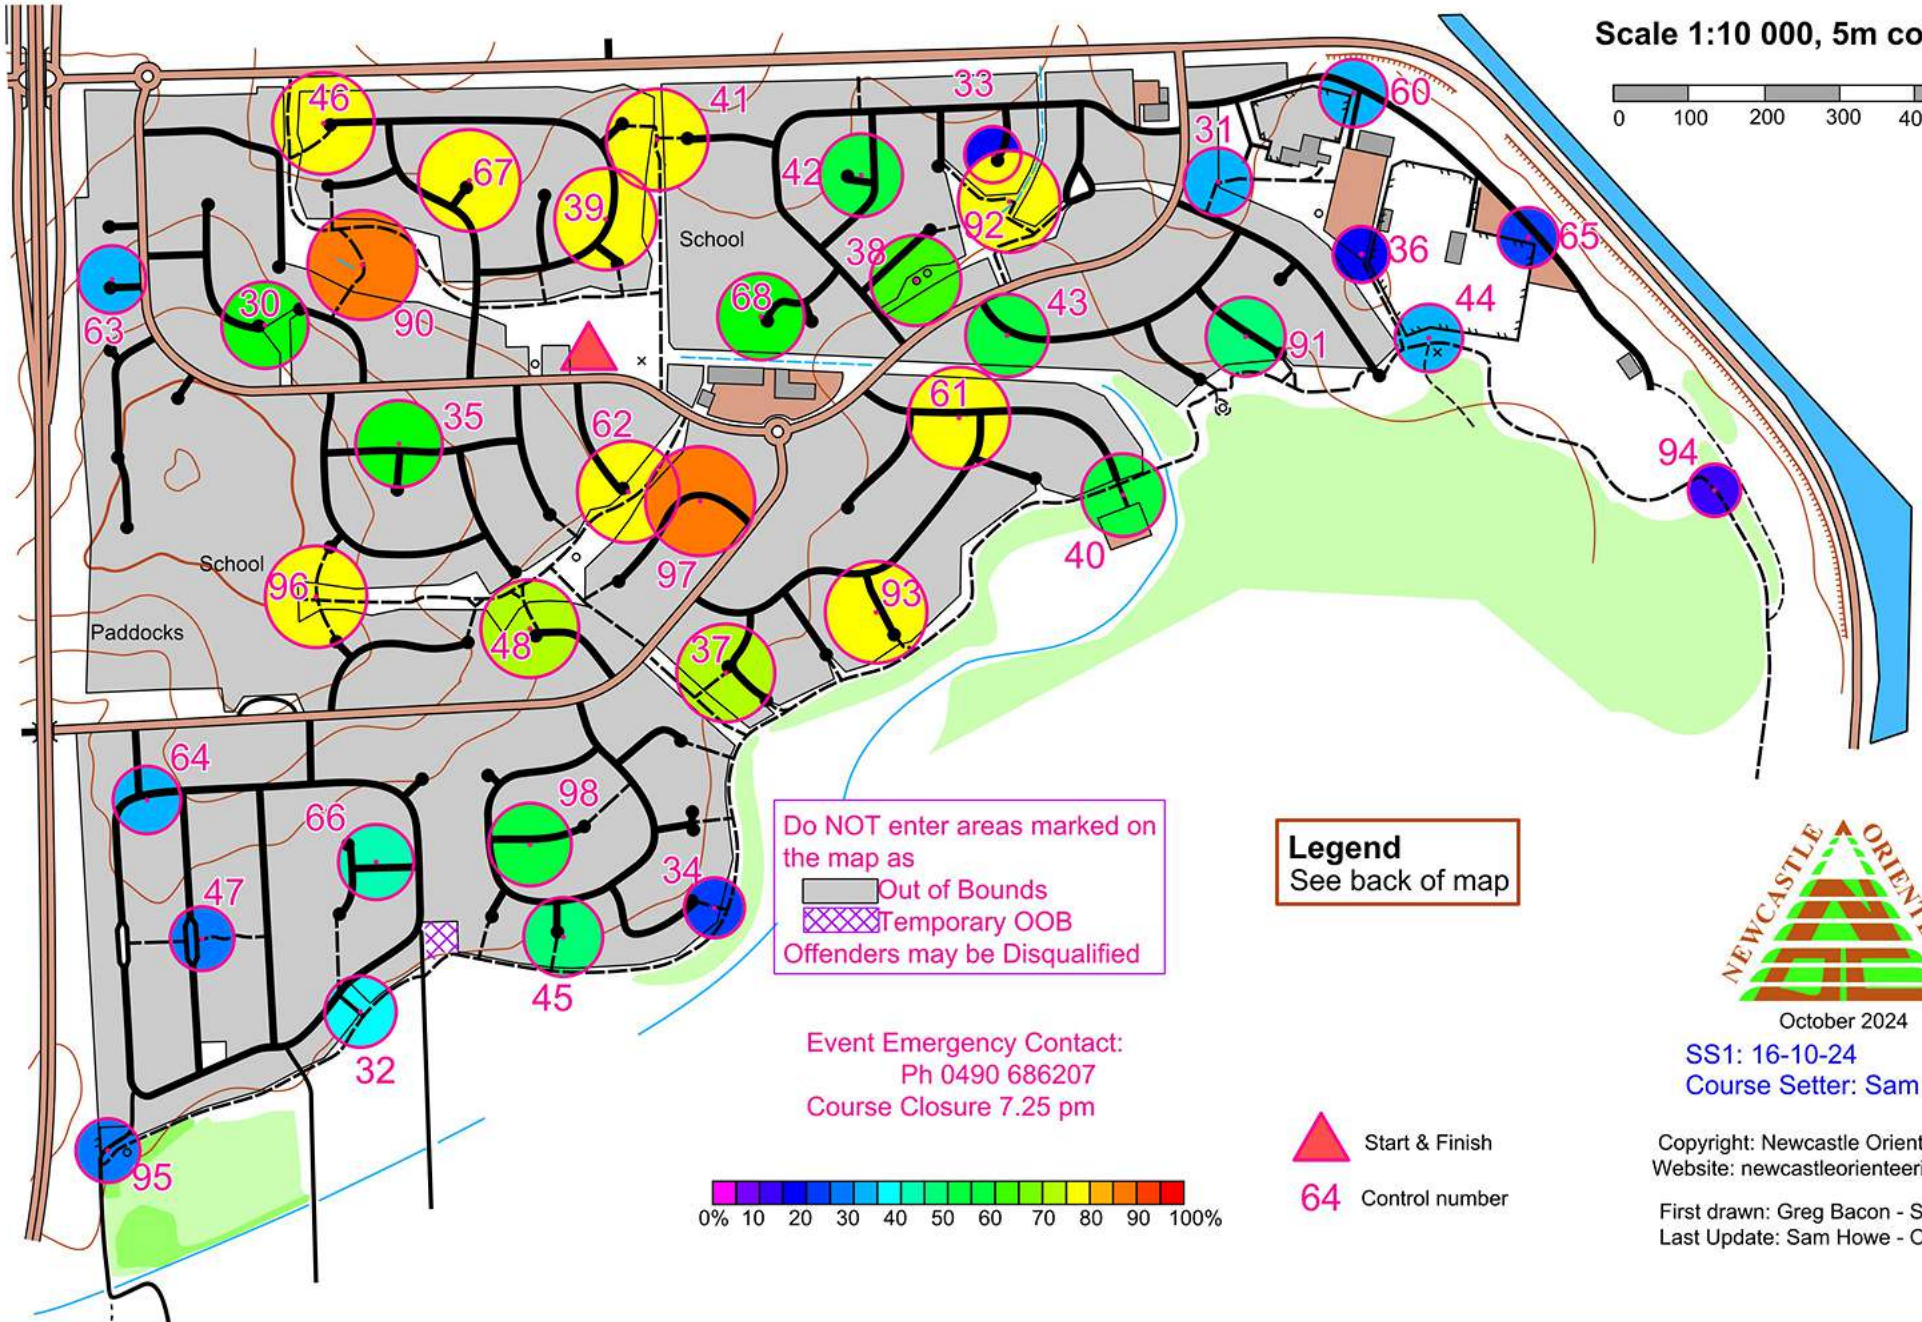 Scale 1:10 000, 5m co
0 100 200 300 40
46
41
33
60
31
67
42
39
School
92
38
65
36
63
30
90
68
43
44
91
61
35
62
94
School
96
97
40
Paddocks
48
93
37
64
98
66
47
34
45
32
95
Do NOT enter areas marked on
the map as
Out of Bounds
Temporary OOB
Offenders may be Disqualified
Legend
See back of map
Event Emergency Contact:
Ph 0490 686207
Course Closure 7.25 pm
0% 10 20 30 40 50 60 70 80 90 100%
Start & Finish
64 Control number
NEWCASTLE ORIENTE
October 2024
SS1: 16-10-24
Course Setter: Sam
Copyright: Newcastle Orient
Website: newcastleorienteeri
First drawn: Greg Bacon - S
Last Update: Sam Howe - O